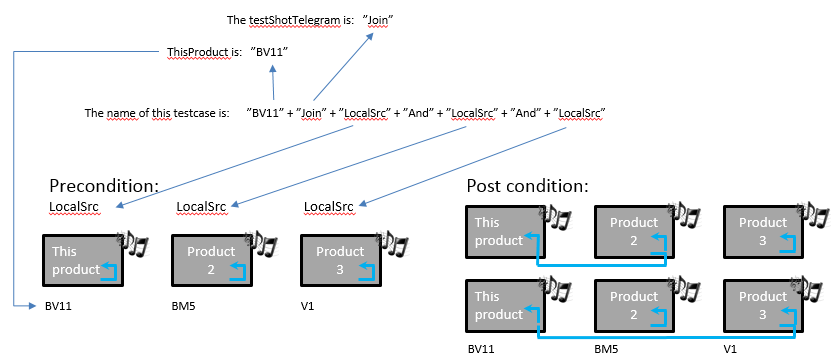 The testShotTelegram is: "Join"
ThisProduct is: "BV11"
The name of this testcase is: "BV11" + "Join" + "LocalSrc" + "And" + "LocalSrc" + "And" + "LocalSrc"
Precondition:
LocalSrc LocalSrc LocalSrc
This product
Product 2
Product 3
BV11 BM5 V1
Post condition:
This product
Product 2
Product 3
This product
Product 2
Product 3
BV11 BM5 V1